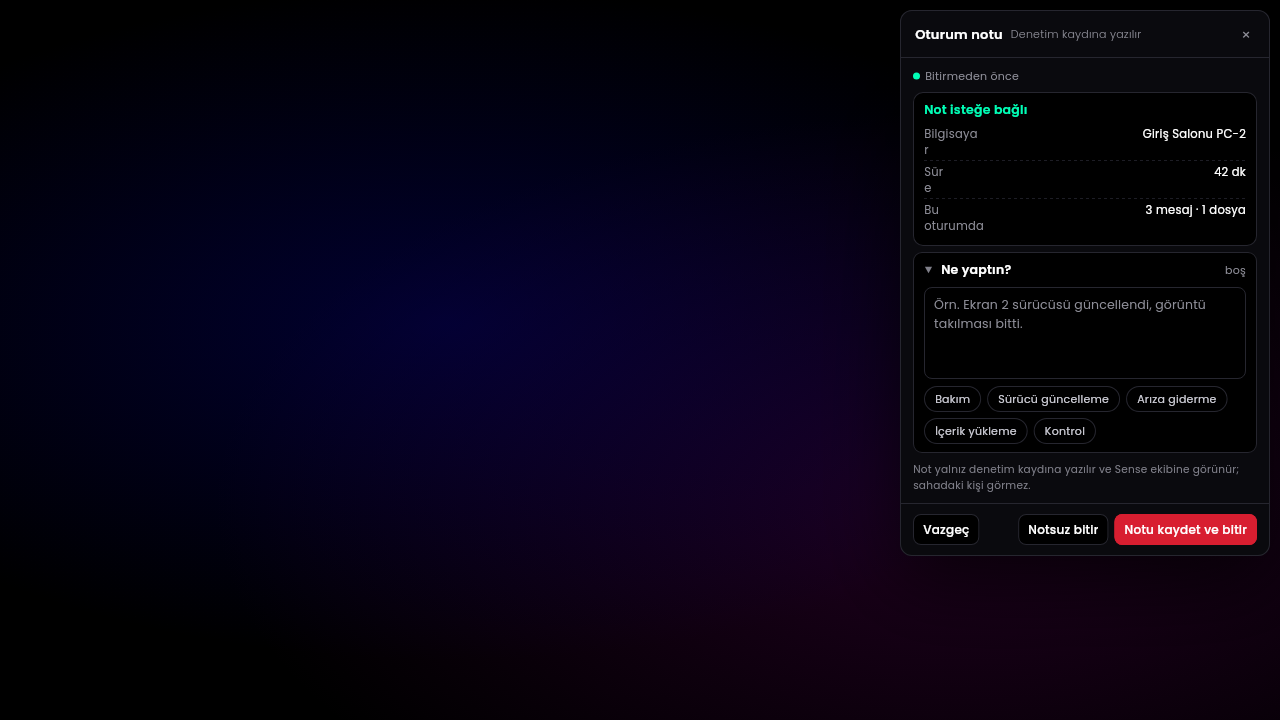 Oturum notu Denetim kaydına yazılır ×
Bitirmeden önce
Not isteğe bağlı
Bilgisaya Giriş Salonu PC-2
r
Sür 42 dk
e
Bu 3 mesaj · 1 dosya
oturumda
▼ Ne yaptın? boş
Örn. Ekran 2 sürücüsü güncellendi, görüntü
takılması bitti.
Bakım Sürücü güncelleme Arıza giderme
İçerik yükleme Kontrol
Not yalnız denetim kaydına yazılır ve Sense ekibine görünür;
sahadaki kişi görmez.
Vazgeç Notsuz bitir Notu kaydet ve bitir